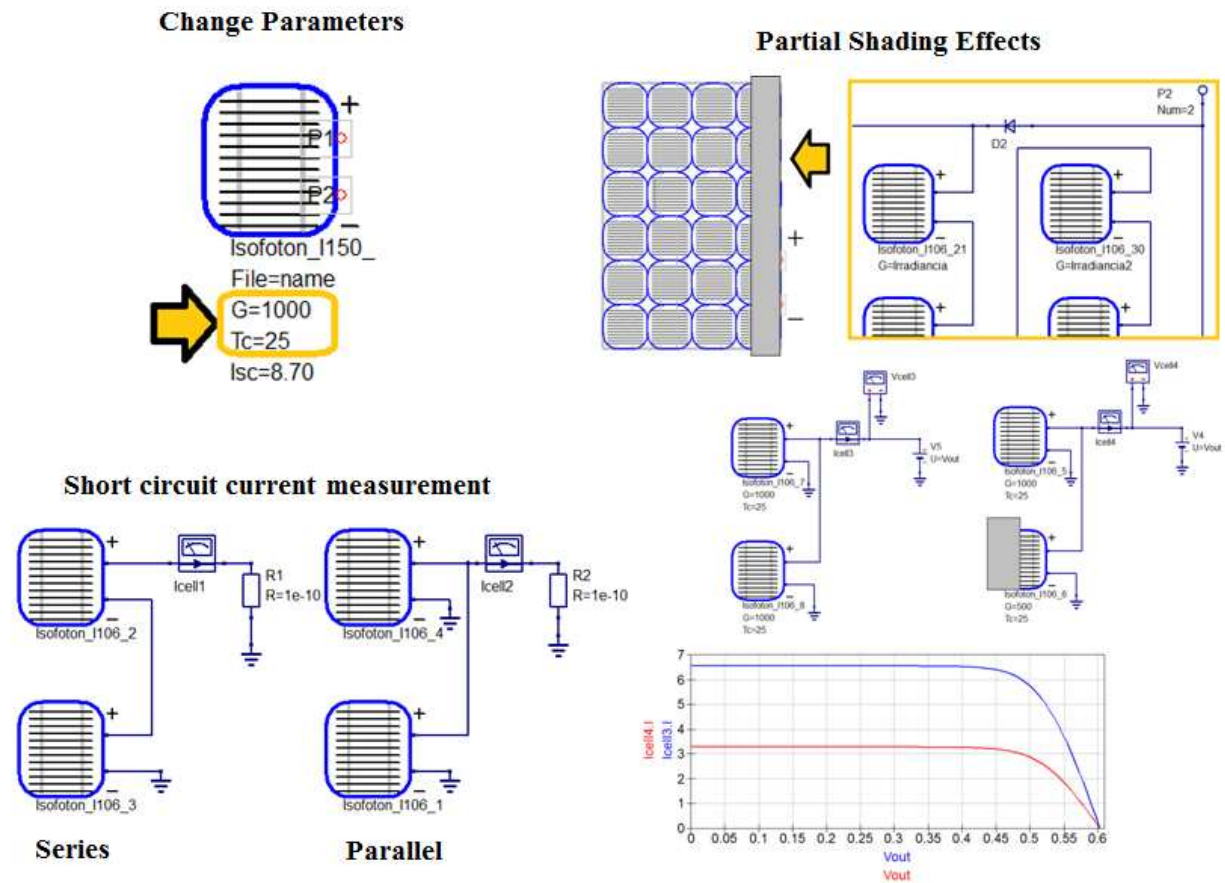 Change Parameters
+
P1
P2
−
Isofoton_I150_
File=name
G=1000
Tc=25
Isc=8.70
Partial Shading Effects
+
−
P2
Num=2
D2
+
−
Isofoton_I106_21
G=Irradiancia
+
−
Isofoton_I106_30
G=Irradiancia2
+
+
Vcell3
+
Icell3
V5
U=Vout
−
Isofoton_I106_7
G=1000
Tc=25
+
−
Isofoton_I106_8
G=1000
Tc=25
Vcell4
+
Icell4
V4
U=Vout
−
Isofoton_I106_5
G=1000
Tc=25
+
−
Isofoton_I106_6
G=500
Tc=25
Short circuit current measurement
+
Icell1
R1
R=1e-10
−
Isofoton_I106_2
+
−
Isofoton_I106_3
Series
+
Icell2
R2
R=1e-10
−
Isofoton_I106_4
+
−
Isofoton_I106_1
Parallel
Icell4.I
Icell3.I
7
6
5
4
3
2
1
0
0 0.05 0.1 0.15 0.2 0.25 0.3 0.35 0.4 0.45 0.5 0.55 0.6
Vout
Vout